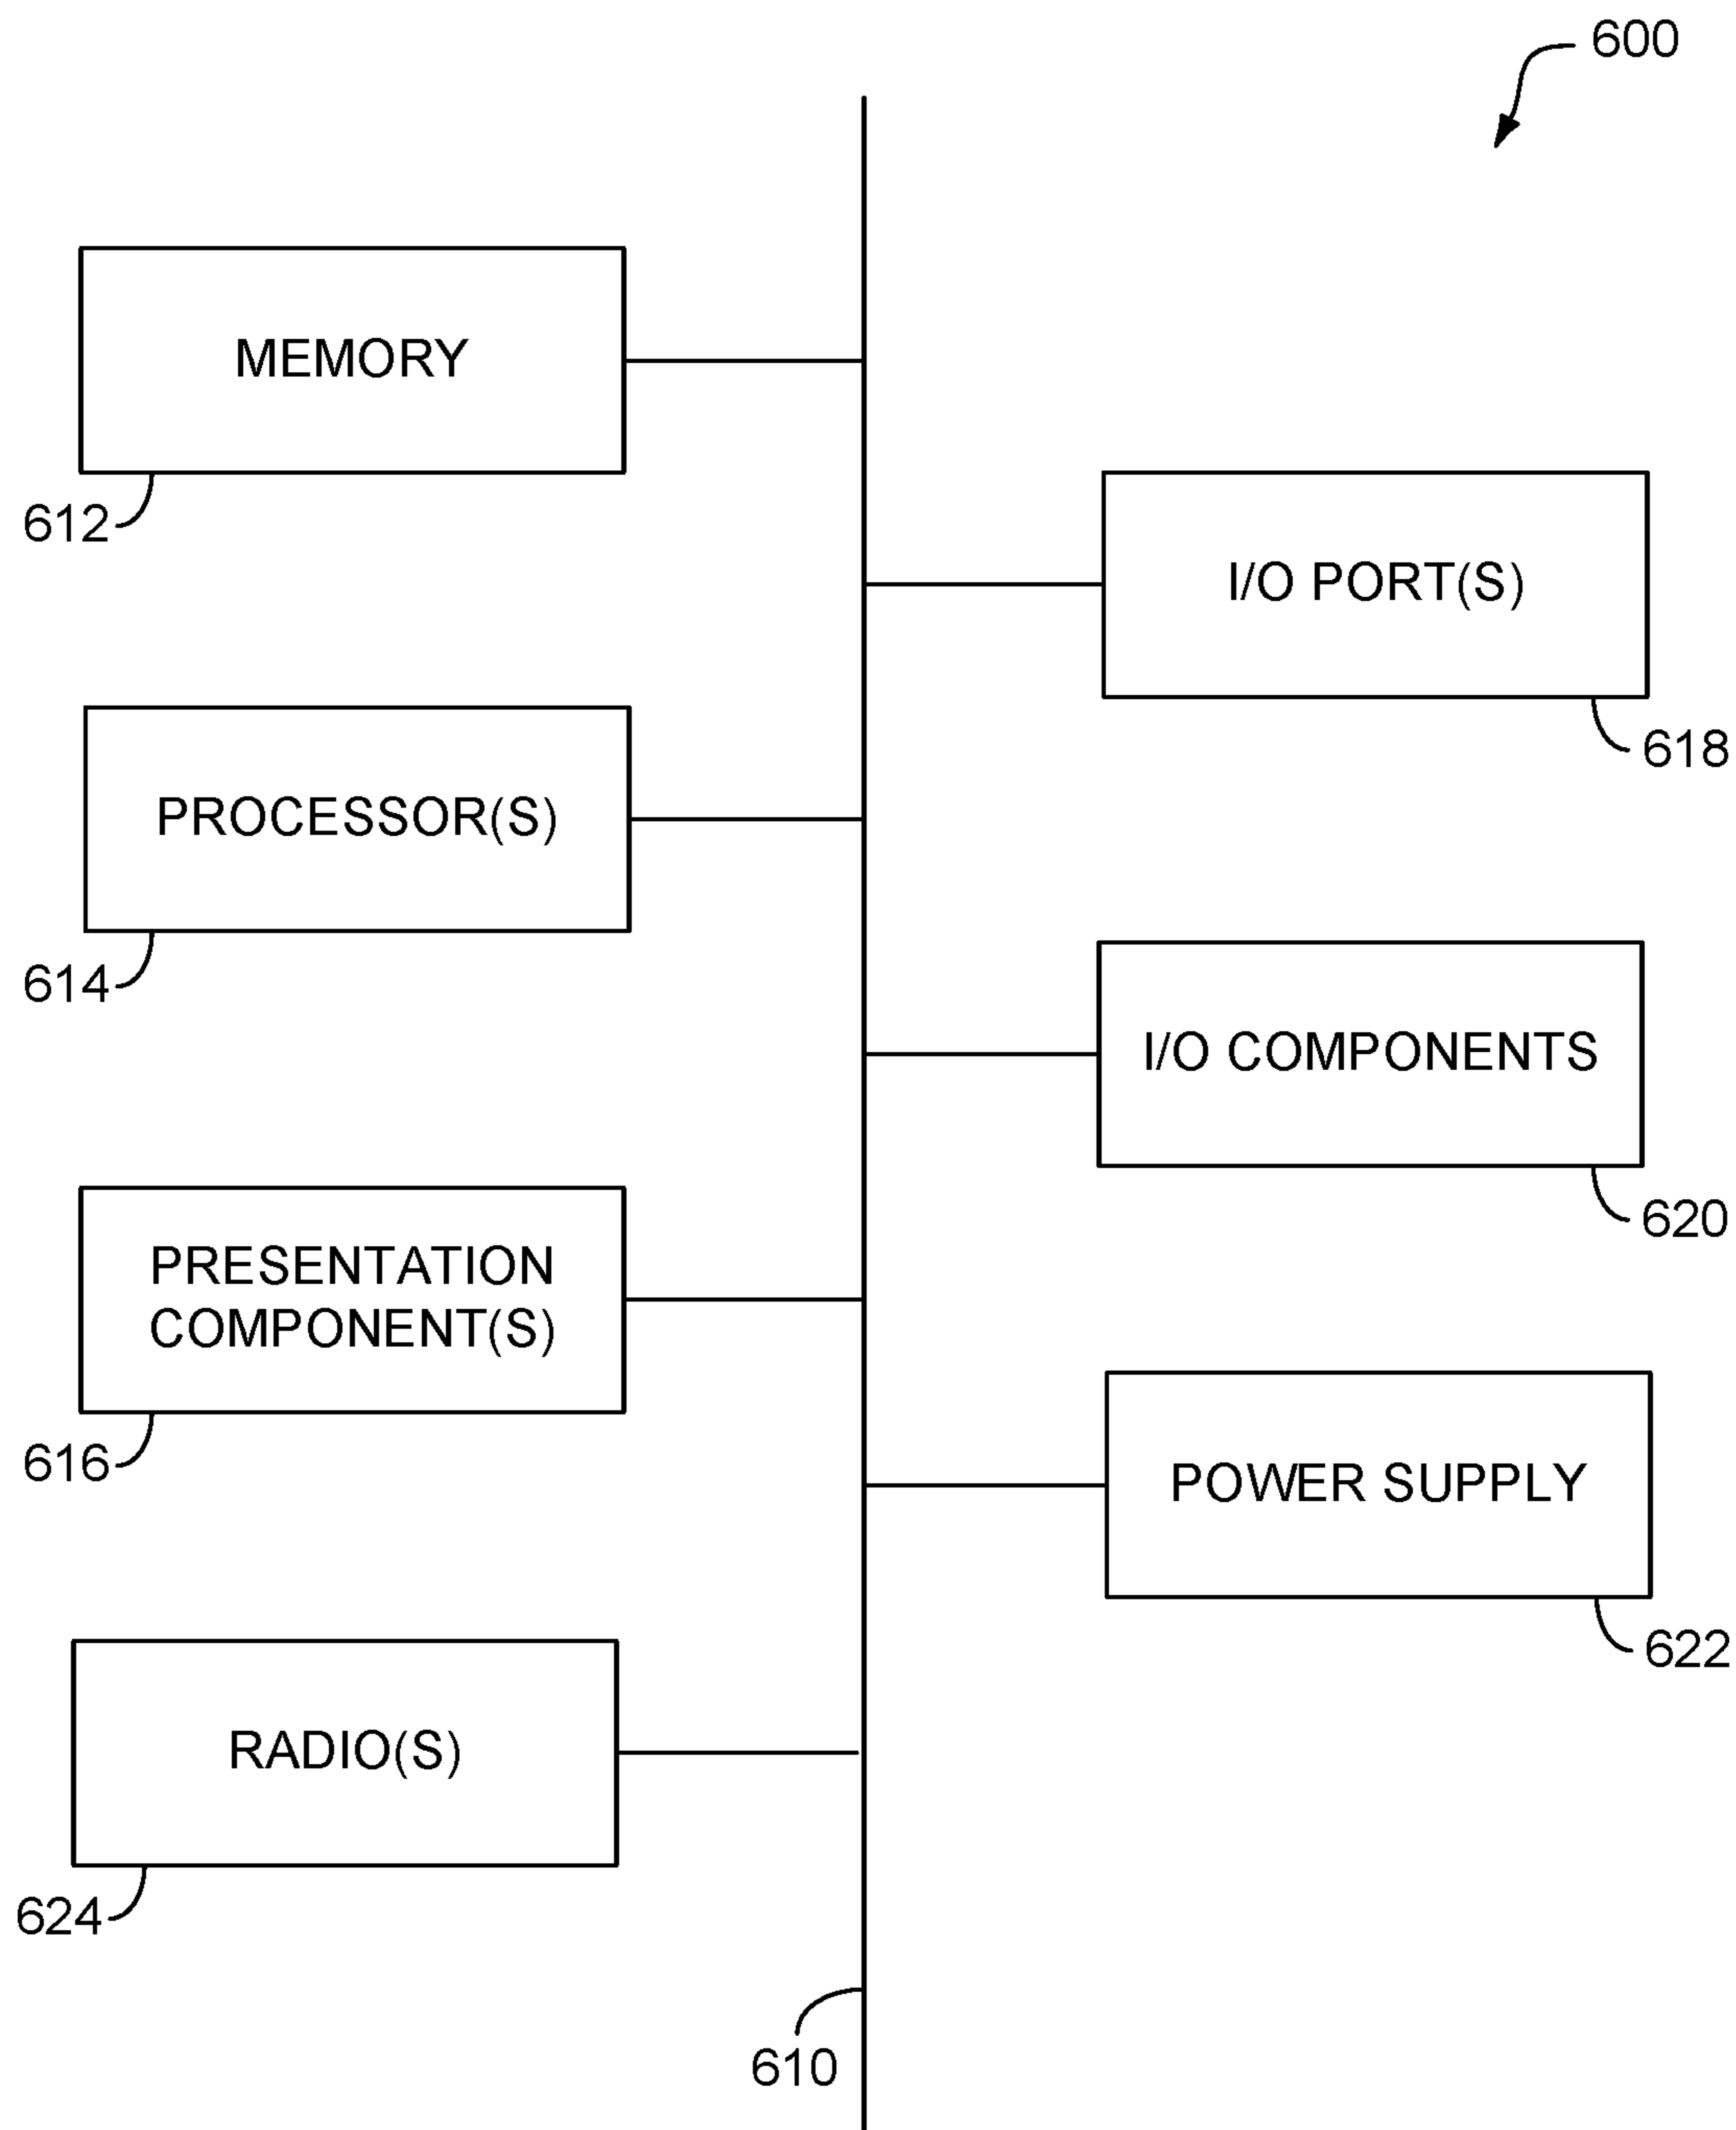 600
MEMORY
612
I/O PORT(S)
618
PROCESSOR(S)
614
I/O COMPONENTS
620
PRESENTATION
COMPONENT(S)
616
POWER SUPPLY
622
RADIO(S)
624
610